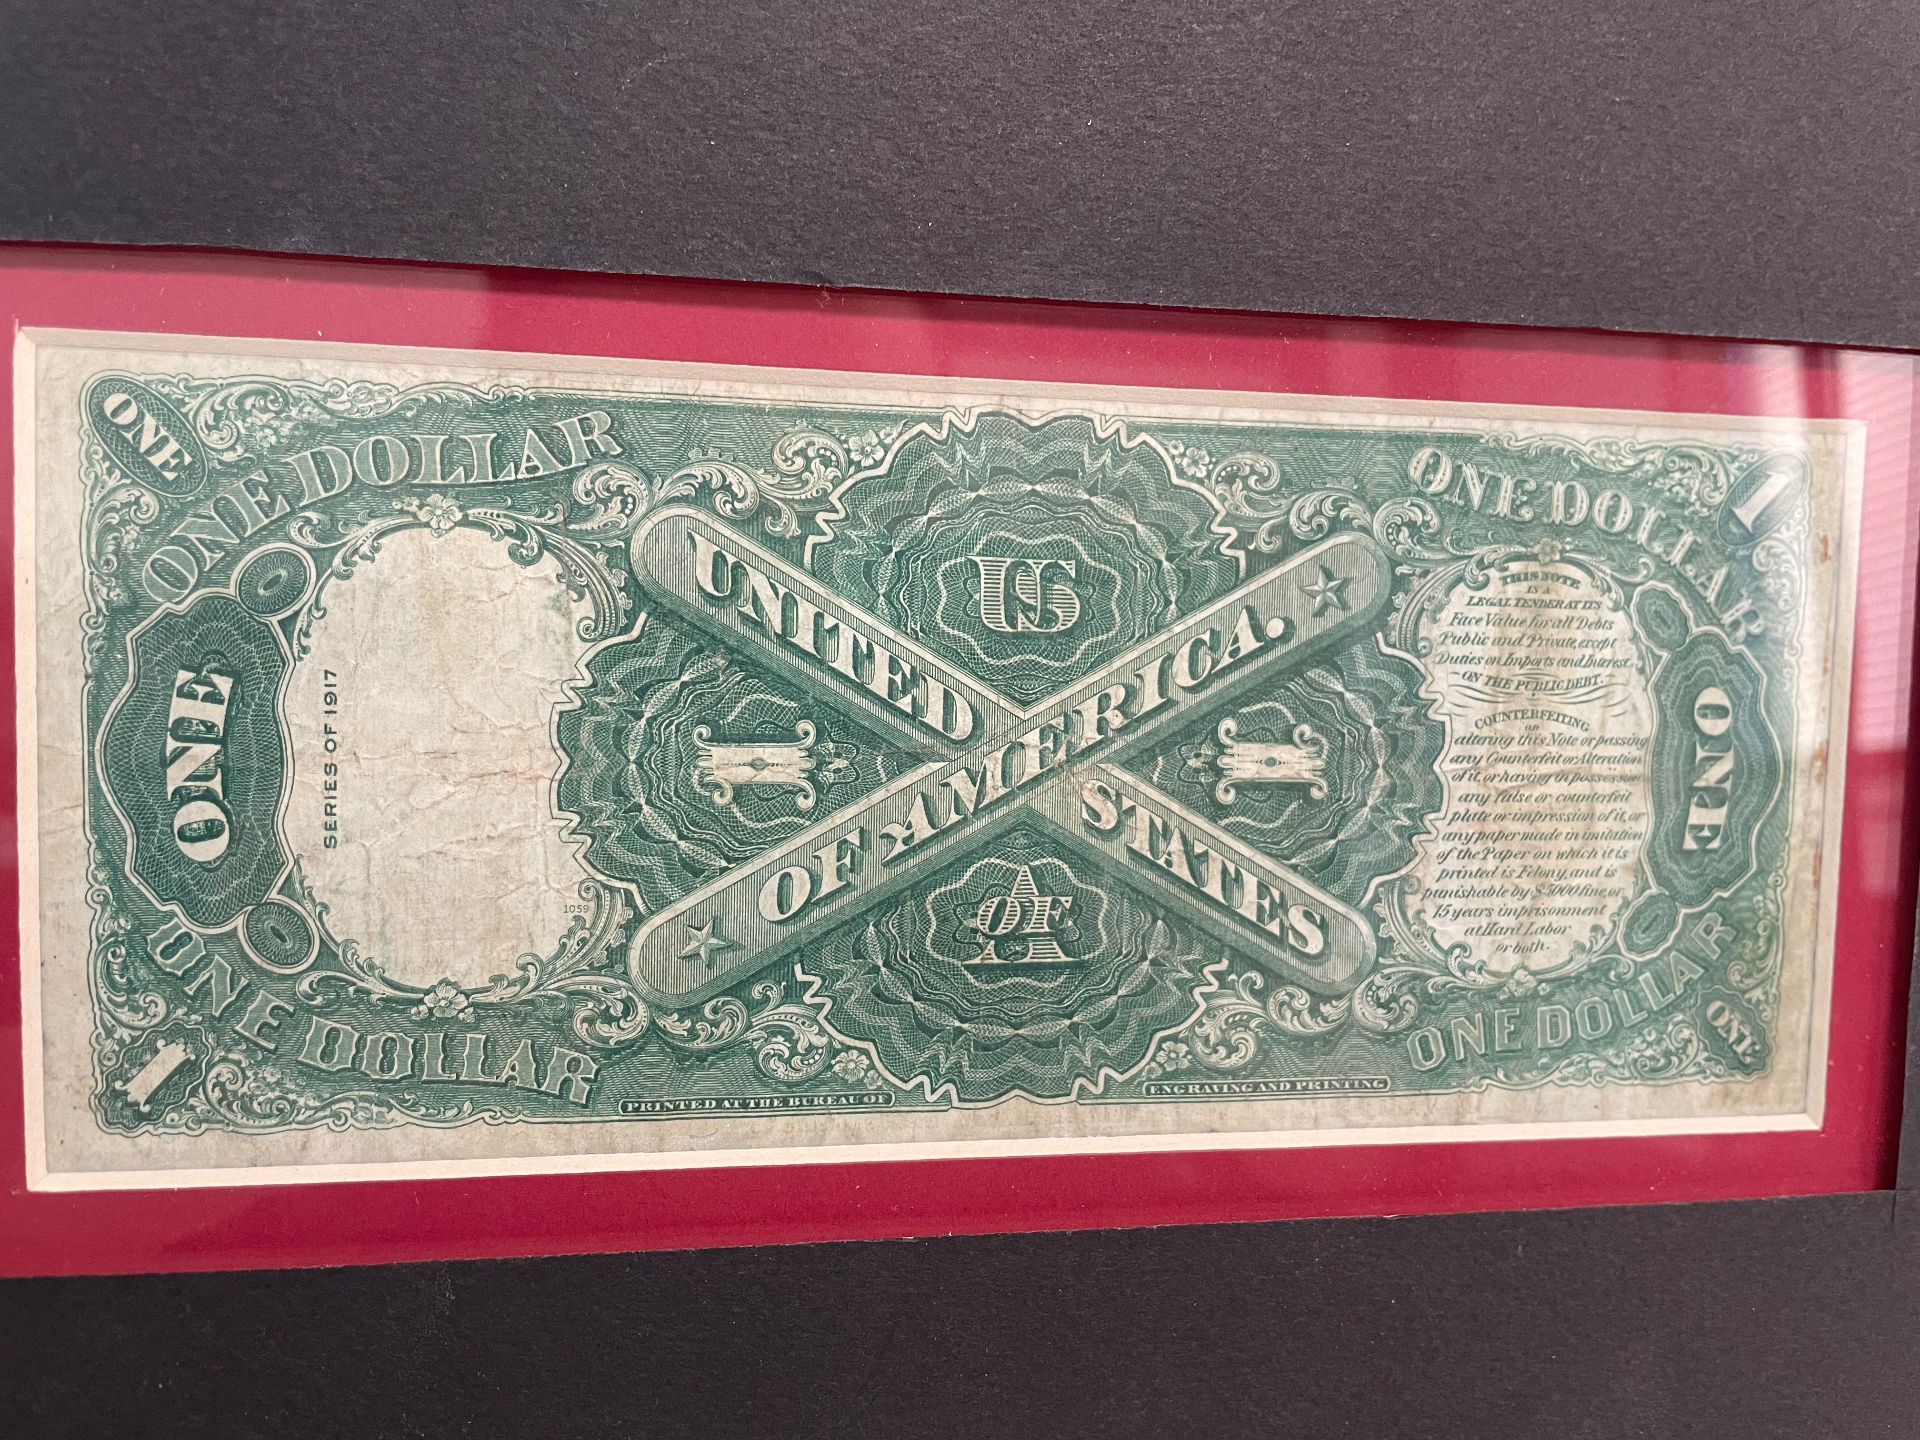 ONE
ONE DOLLAR
ONE DOLLAR
1
US
UNITED
STATES
OF AMERICA.
ONE
SERIES OF 1917
1
1
THIS NOTE
IS A
LEGAL TENDER AT ITS
Face Value for all Debts
Public and Private, except
Duties on Imports and Interest
ON THE PUBLIC DEBT.
COUNTERFEITING
or
altering this Note or passing
any Counterfeit or Alteration
of it, or having in possession
any false or counterfeit
plate or impression of it, or
any paper made in imitation
of the Paper on which it is
printed is Felony, and is
punishable by $5000 fine, or
15 years imprisonment
at Hard Labor
or both.
ONE
1059
OF
A
ONE DOLLAR
ONE DOLLAR
1
ONE
PRINTED AT THE BUREAU OF
ENGRAVING AND PRINTING